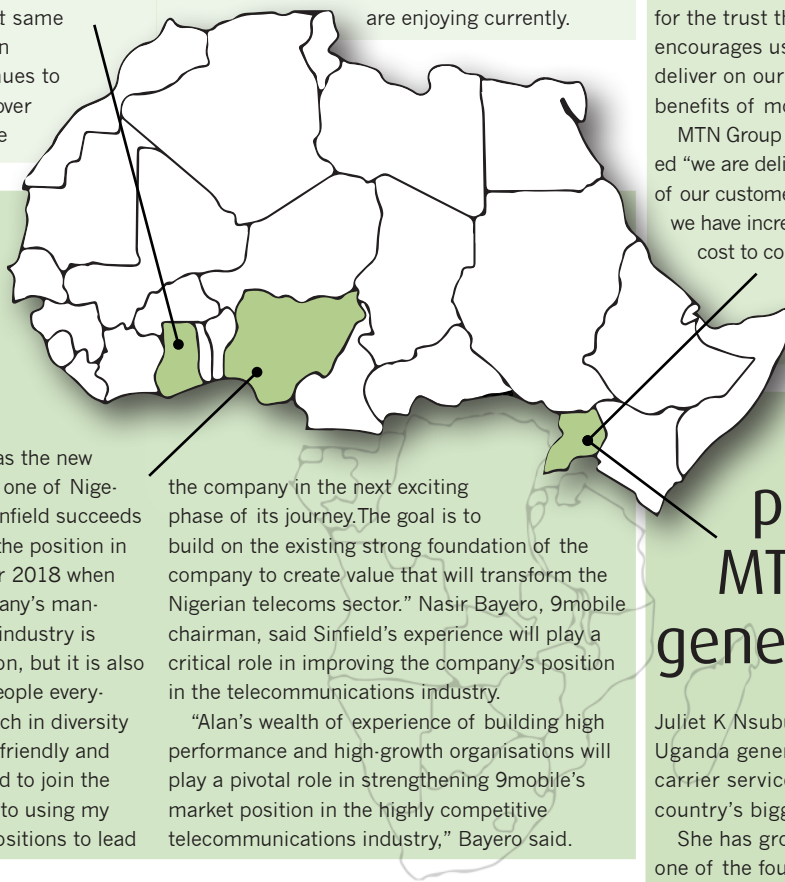 t same
n
ues to
over
e
are enjoying currently.
as the new
one of Nige-
nfield succeeds
the position in
r 2018 when
any’s man-
industry is
on, but it is also
eople every-
ch in diversity
friendly and
d to join the
to using my
ositions to lead
the company in the next exciting
phase of its journey.The goal is to
build on the existing strong foundation of the
company to create value that will transform the
Nigerian telecoms sector.” Nasir Bayero, 9mobile
chairman, said Sinfield’s experience will play a
critical role in improving the company’s position
in the telecommunications industry.
“Alan’s wealth of experience of building high
performance and high-growth organisations will
play a pivotal role in strengthening 9mobile’s
market position in the highly competitive
telecommunications industry,” Bayero said.
for the trust th
encourages us
deliver on our
benefits of mo
MTN Group
ed “we are deli
of our custome
we have incre
cost to co
p
MT
gene
Juliet K Nsubu
Uganda gener
carrier service
country’s bigg
She has gro
one of the fou